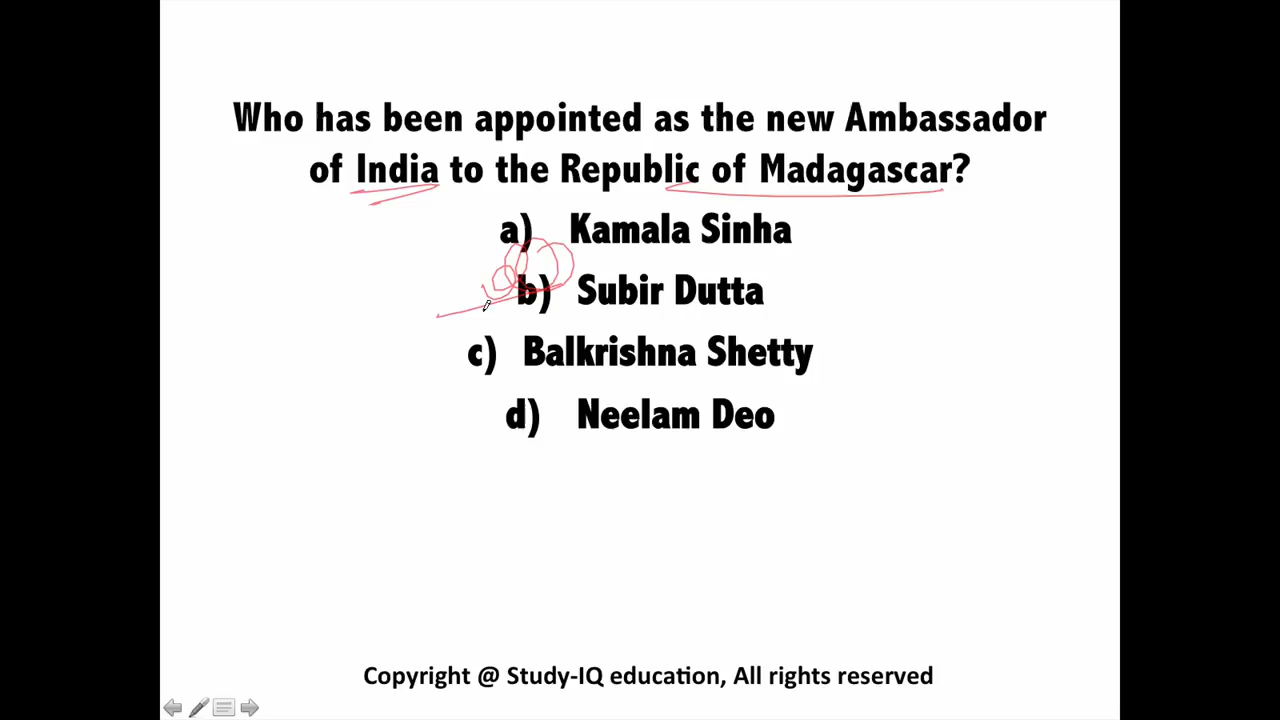 Who has been appointed as the new Ambassador
of India to the Republic of Madagascar?
a) Kamala Sinha
b) Subir Dutta
c) Balkrishna Shetty
d) Neelam Deo
Copyright @ Study-IQ education, All rights reserved